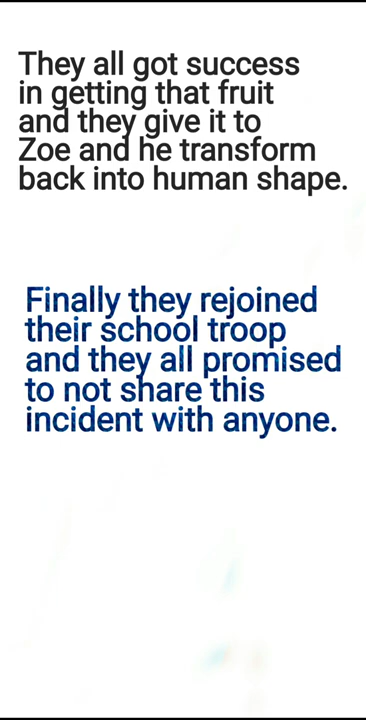 They all got success
in getting that fruit
and they give it to
Zoe and he transform
back into human shape.
Finally they rejoined
their school troop
and they all promised
to not share this
incident with anyone.